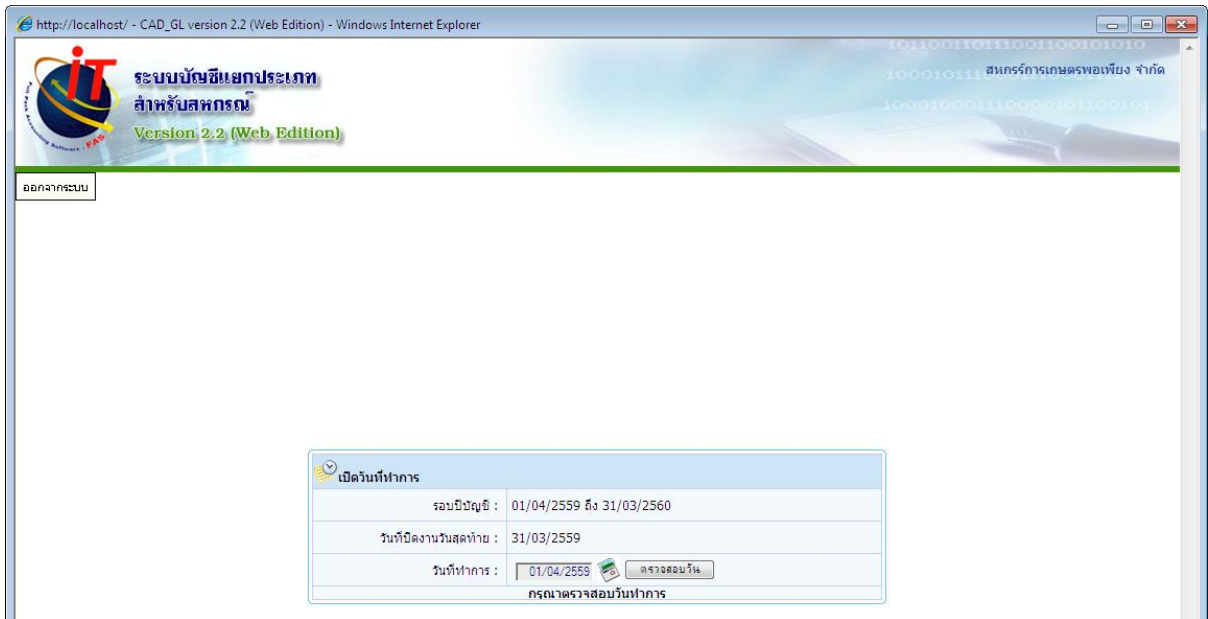 http://localhost/ - CAD_GL version 2.2 (Web Edition) - Windows Internet Explorer
10110011011100110010101010
iT
ระบบบัญชีแยกประเภท
สหกรร์การเกษตรพอเพียง จำกัด
สำหรับสหกรณ์
Version 2.2 (Web Edition)
FAS
ออกจากระบบ
เปิดวันที่ทำการ
รอบปีบัญชี : 01/04/2559 ถึง 31/03/2560
วันที่ปิดงานวันสุดท้าย : 31/03/2559
วันที่ทำการ : 01/04/2559 ตรวจสอบวัน
กรุณาตรวจสอบวันทำการ